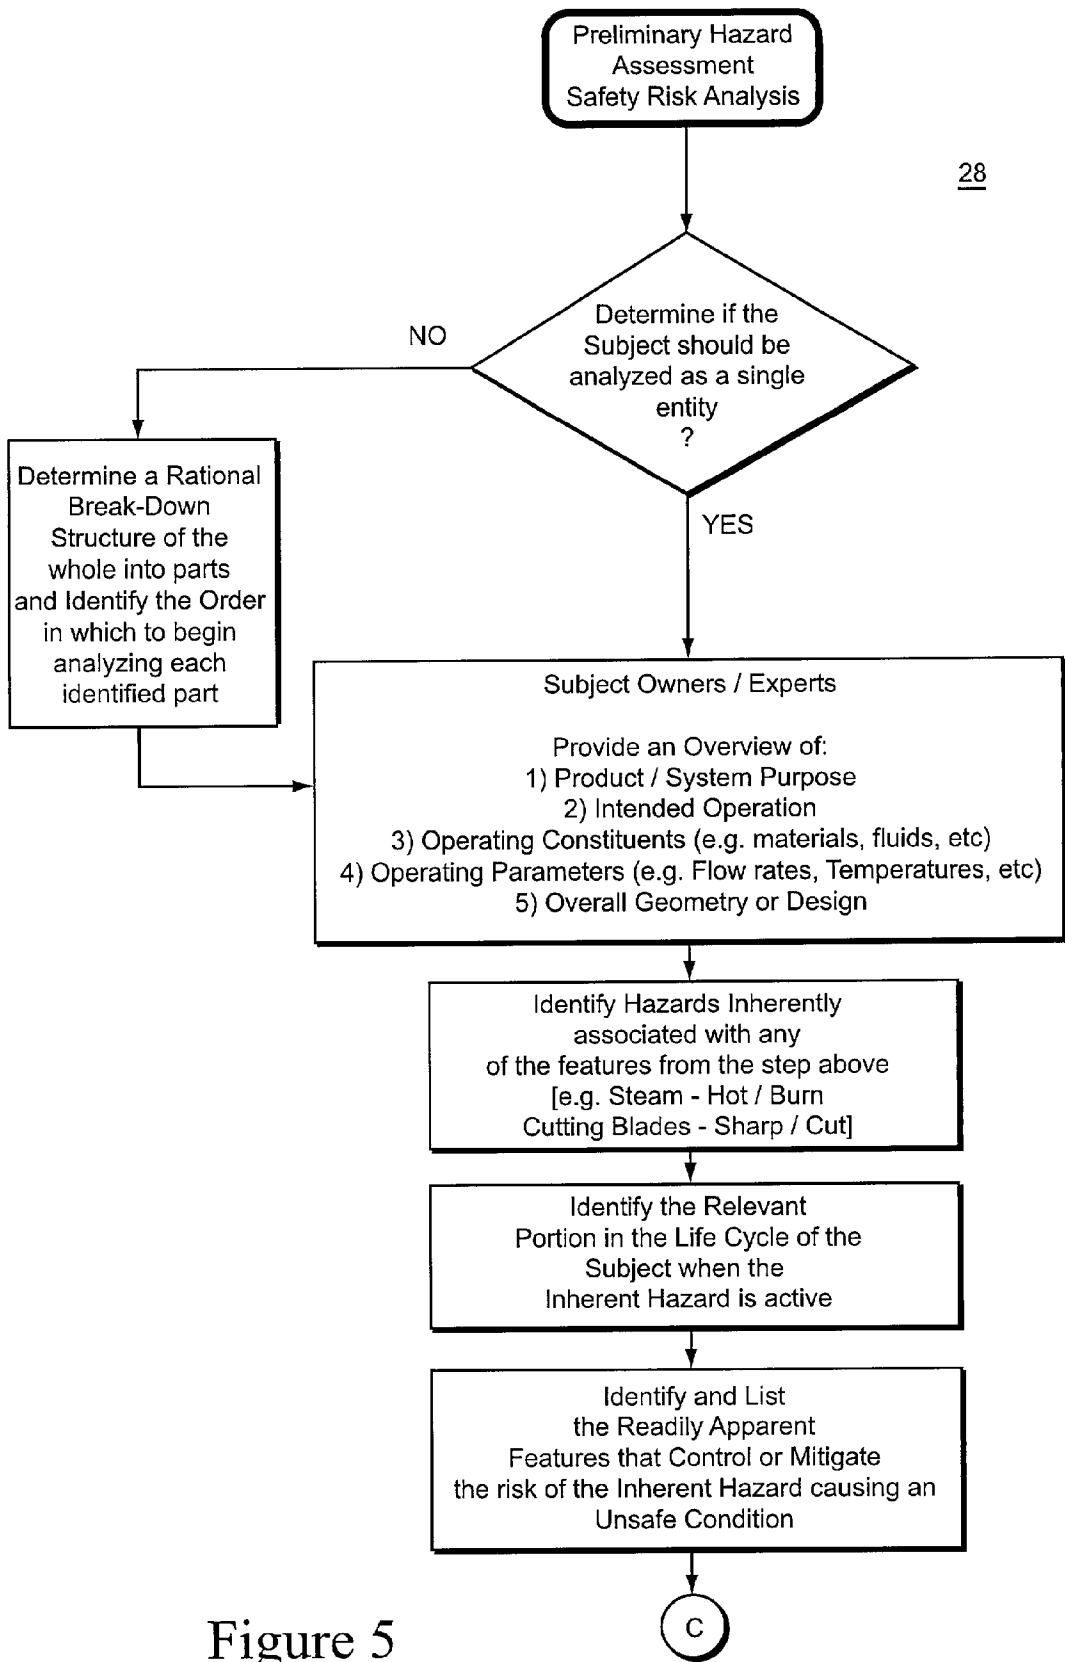 Preliminary Hazard
Assessment
Safety Risk Analysis
28
Determine if the
Subject should be
analyzed as a single
entity
?
NO
YES
Determine a Rational
Break-Down
Structure of the
whole into parts
and Identify the Order
in which to begin
analyzing each
identified part
Subject Owners / Experts
Provide an Overview of:
1) Product / System Purpose
2) Intended Operation
3) Operating Constituents (e.g. materials, fluids, etc)
4) Operating Parameters (e.g. Flow rates, Temperatures, etc)
5) Overall Geometry or Design
Identify Hazards Inherently
associated with any
of the features from the step above
[e.g. Steam - Hot / Burn
Cutting Blades - Sharp / Cut]
Identify the Relevant
Portion in the Life Cycle of the
Subject when the
Inherent Hazard is active
Identify and List
the Readily Apparent
Features that Control or Mitigate
the risk of the Inherent Hazard causing an
Unsafe Condition
C
Figure 5